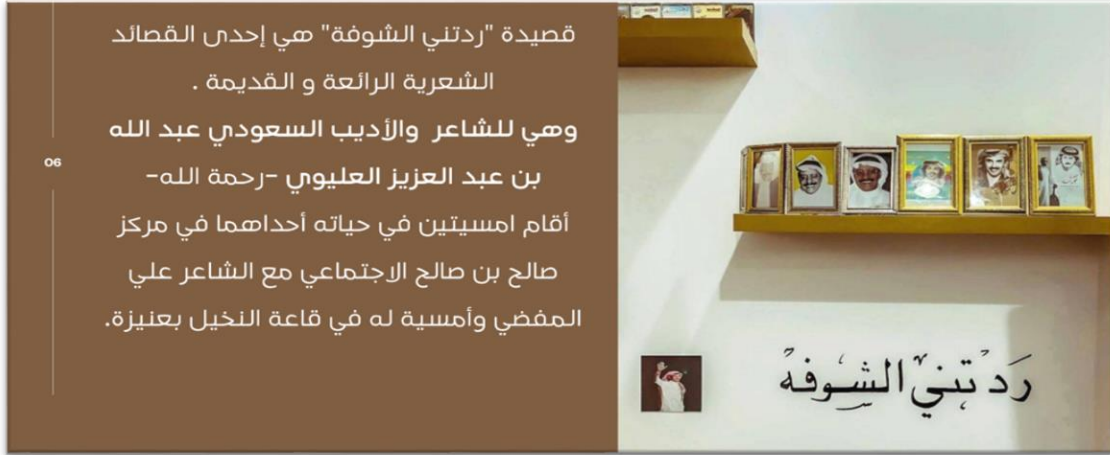 قصيدة "ردتني الشوفة" هي إحدى القصائد
الشعرية الرائعة و القديمة .
وهي للشاعر والأديب السعودي عبد الله
بن عبد العزيز العليوي -رحمة الله-
أقام امسيتين في حياته أحداهما في مركز
صالح بن صالح الاجتماعي مع الشاعر علي
المفضي وأمسية له في قاعة النخيل بعنيزة.
06
رَدتني الشوفة